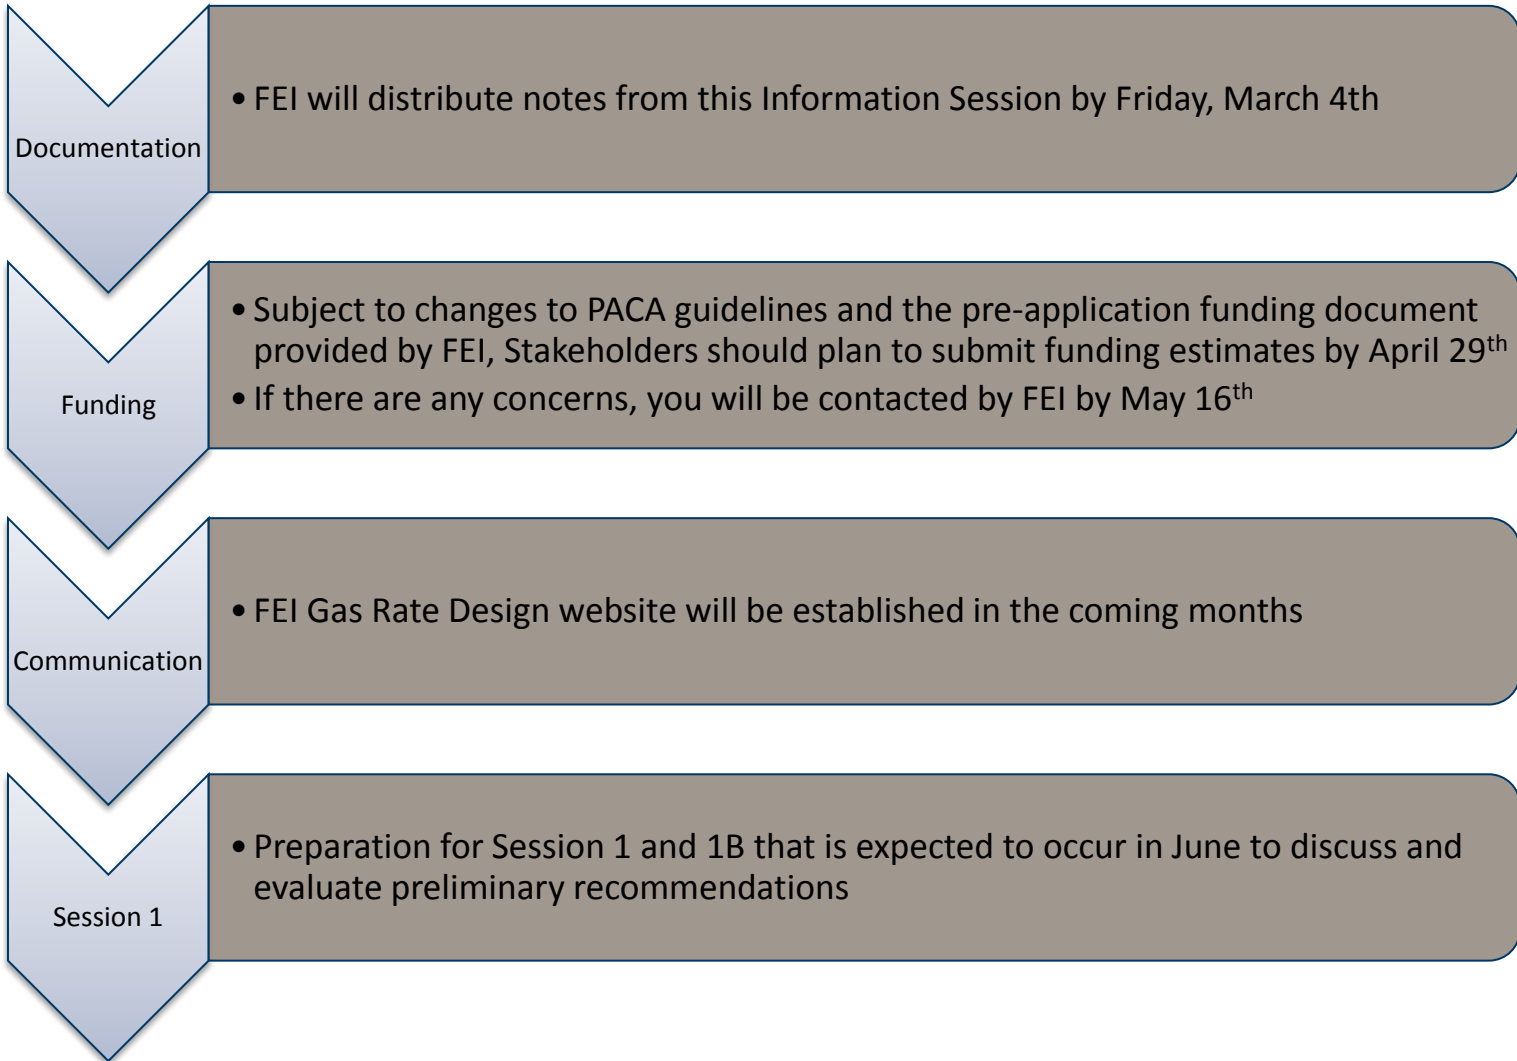 Documentation
• FEI will distribute notes from this Information Session by Friday, March 4th
Funding
• Subject to changes to PACA guidelines and the pre-application funding document
provided by FEI, Stakeholders should plan to submit funding estimates by April 29th
• If there are any concerns, you will be contacted by FEI by May 16th
Communication
• FEI Gas Rate Design website will be established in the coming months
Session 1
• Preparation for Session 1 and 1B that is expected to occur in June to discuss and
evaluate preliminary recommendations